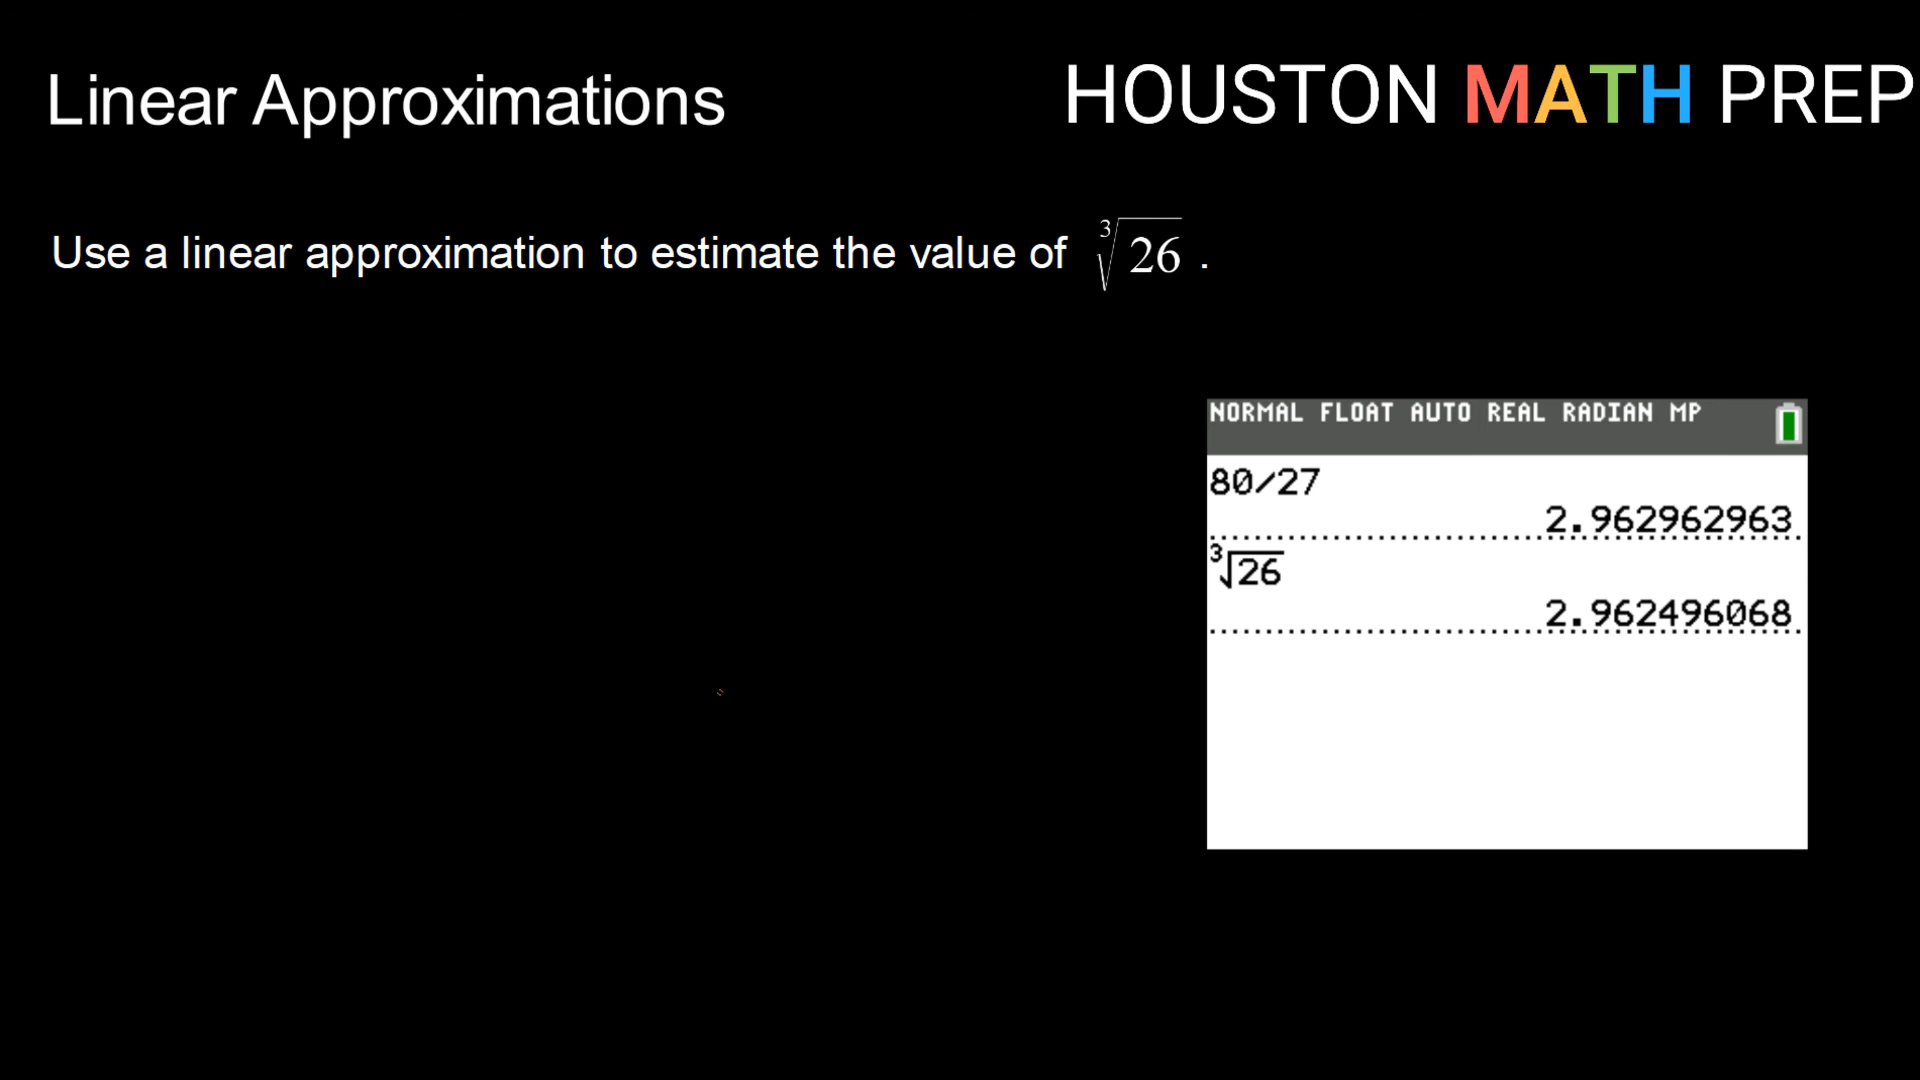 Linear Approximations
HOUSTON MATH PREP
Use a linear approximation to estimate the value of ∛26 .
NORMAL FLOAT AUTO REAL RADIAN MP
80/27
2.962962963
∛26
2.962496068